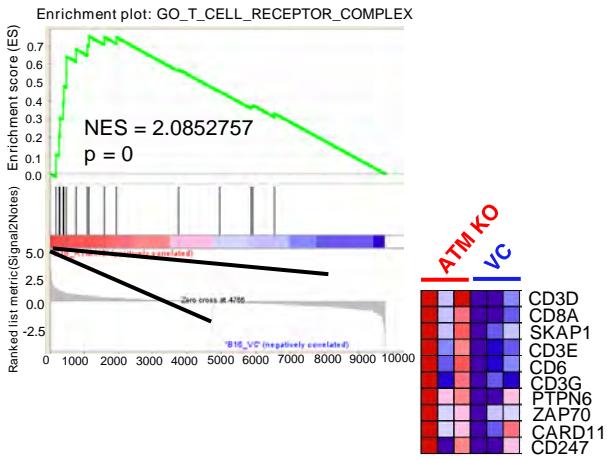 Enrichment plot: GO_T_CELL_RECEPTOR_COMPLEX
Enrichment score (ES)
0.7
0.6
0.5
0.4
0.3
0.2
0.1
0.0
NES = 2.0852757
p = 0
Ranked list metric(Signal2Notes)
5.0
2.5
0.0
-2.5
correlated)
Zero cross at 4766
'B16_VC' (negatively correlated)
0 1000 2000 3000 4000 5000 6000 7000 8000 9000 10000
ATM KO
VC
CD3D
CD8A
SKAP1
CD3E
CD6
CD3G
PTPN6
ZAP70
CARD11
CD247